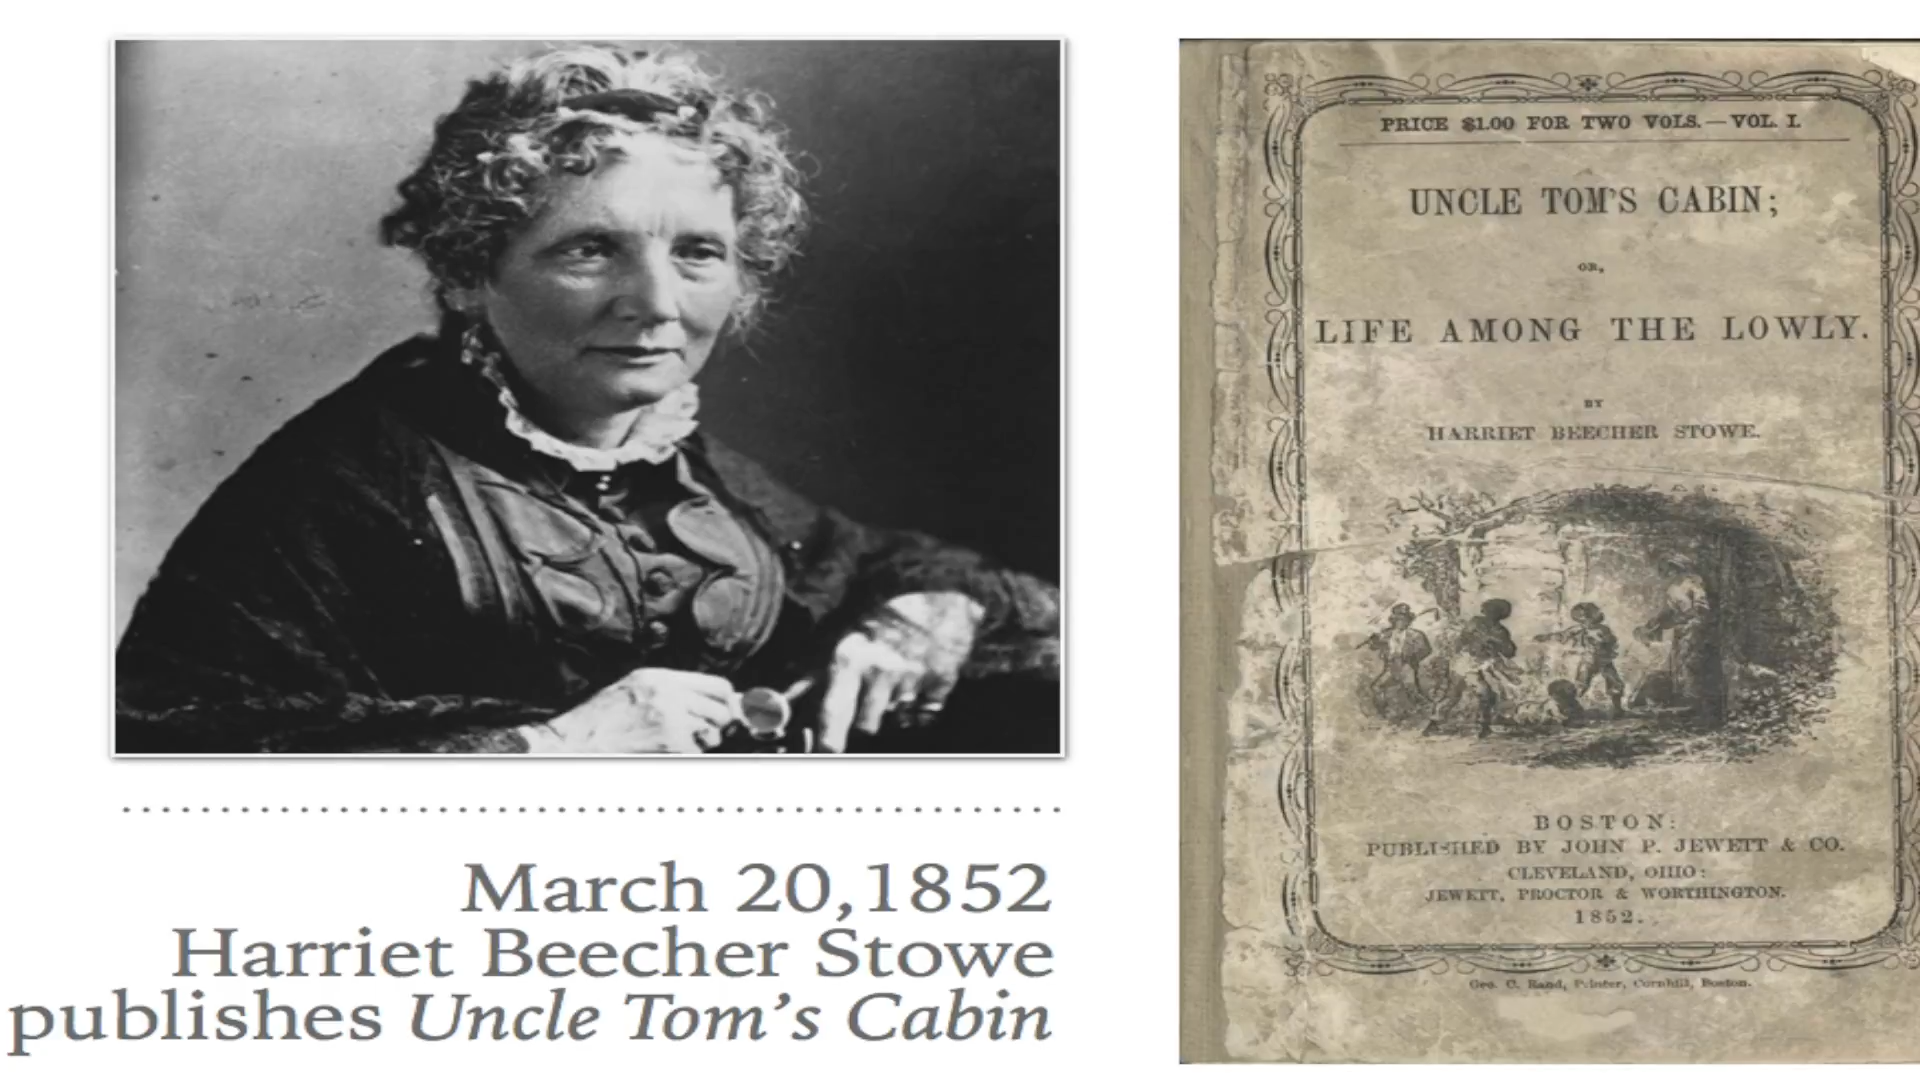 March 20,1852
Harriet Beecher Stowe
publishes Uncle Tom’s Cabin
PRICE $1.00 FOR TWO VOLS.—VOL. I.
UNCLE TOM'S CABIN;
OR,
LIFE AMONG THE LOWLY.
BY
HARRIET BEECHER STOWE.
BOSTON:
PUBLISHED BY JOHN P. JEWETT & CO.
CLEVELAND, OHIO:
JEWETT, PROCTOR & WORTHINGTON.
1852.
Geo. C. Rand, Printer, Cornhill, Boston.